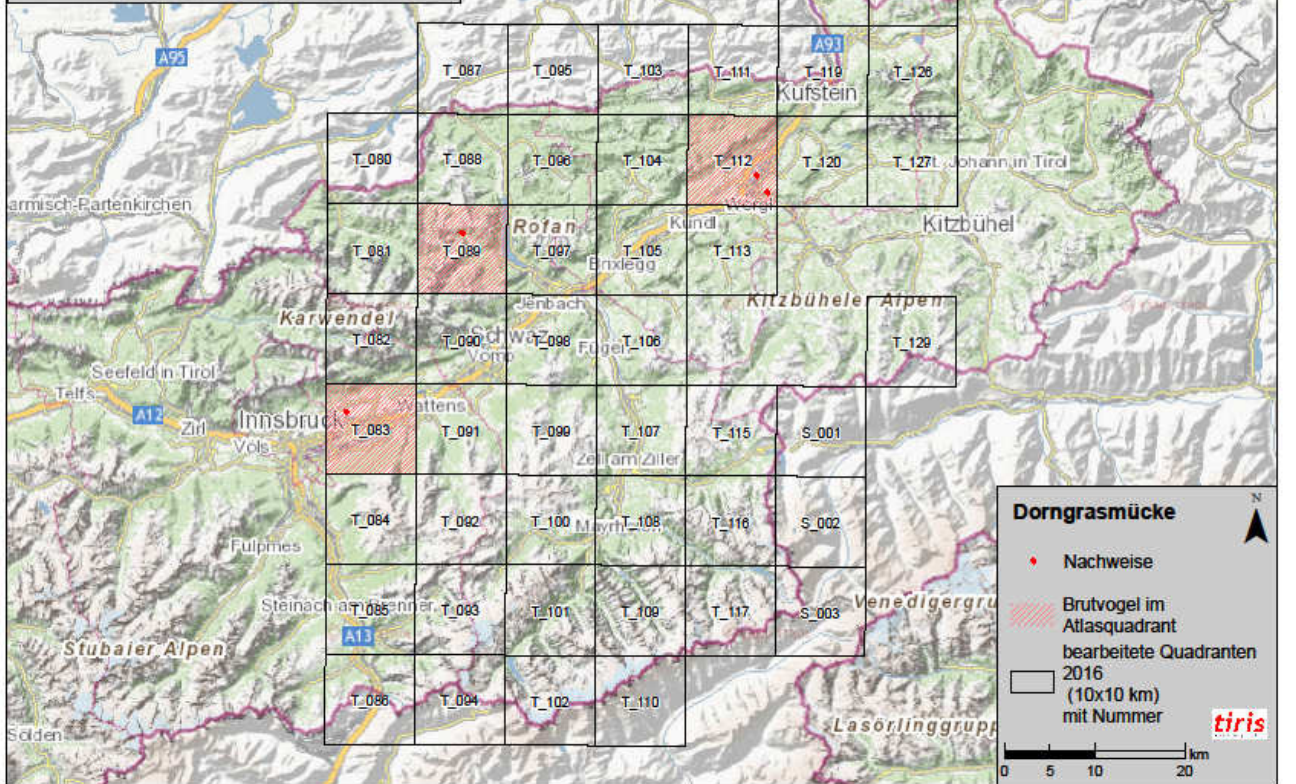 A95
A93
T_087
T_095
T_103
T_111
T_119
T_126
Kufstein
T_080
T_088
T_096
T_104
T_112
T_120
T_127
t. Johann in Tirol
armisch-Partenkirchen
Wörgl
Kitzbühel
T_081
T_089
Rofan
T_097
T_105
Kundl
T_113
Brixlegg
Karwendel
Jenbach
Kitzbüheler Alpen
T_082
T_090
Schwaz
T_098
Vomp
Fügen
T_106
T_129
Seefeld in Tirol
Telfs
A12
Zirl
Innsbruck
Völs
T_083
Wattens
T_091
T_099
T_107
T_115
S_001
Zell am Ziller
T_084
T_092
T_100
T_108
T_116
S_002
Fulpmes
Steinach am Brenner
T_085
T_093
T_101
T_109
T_117
S_003
Venedigergru
A13
Stubaier Alpen
T_086
T_094
T_102
T_110
Lasörlinggrupp
Sölden
N
Dorngrasmücke
Nachweise
Brutvogel im
Atlasquadrant
bearbeitete Quadranten
2016
(10x10 km)
mit Nummer
tiris
km
0 5 10 20